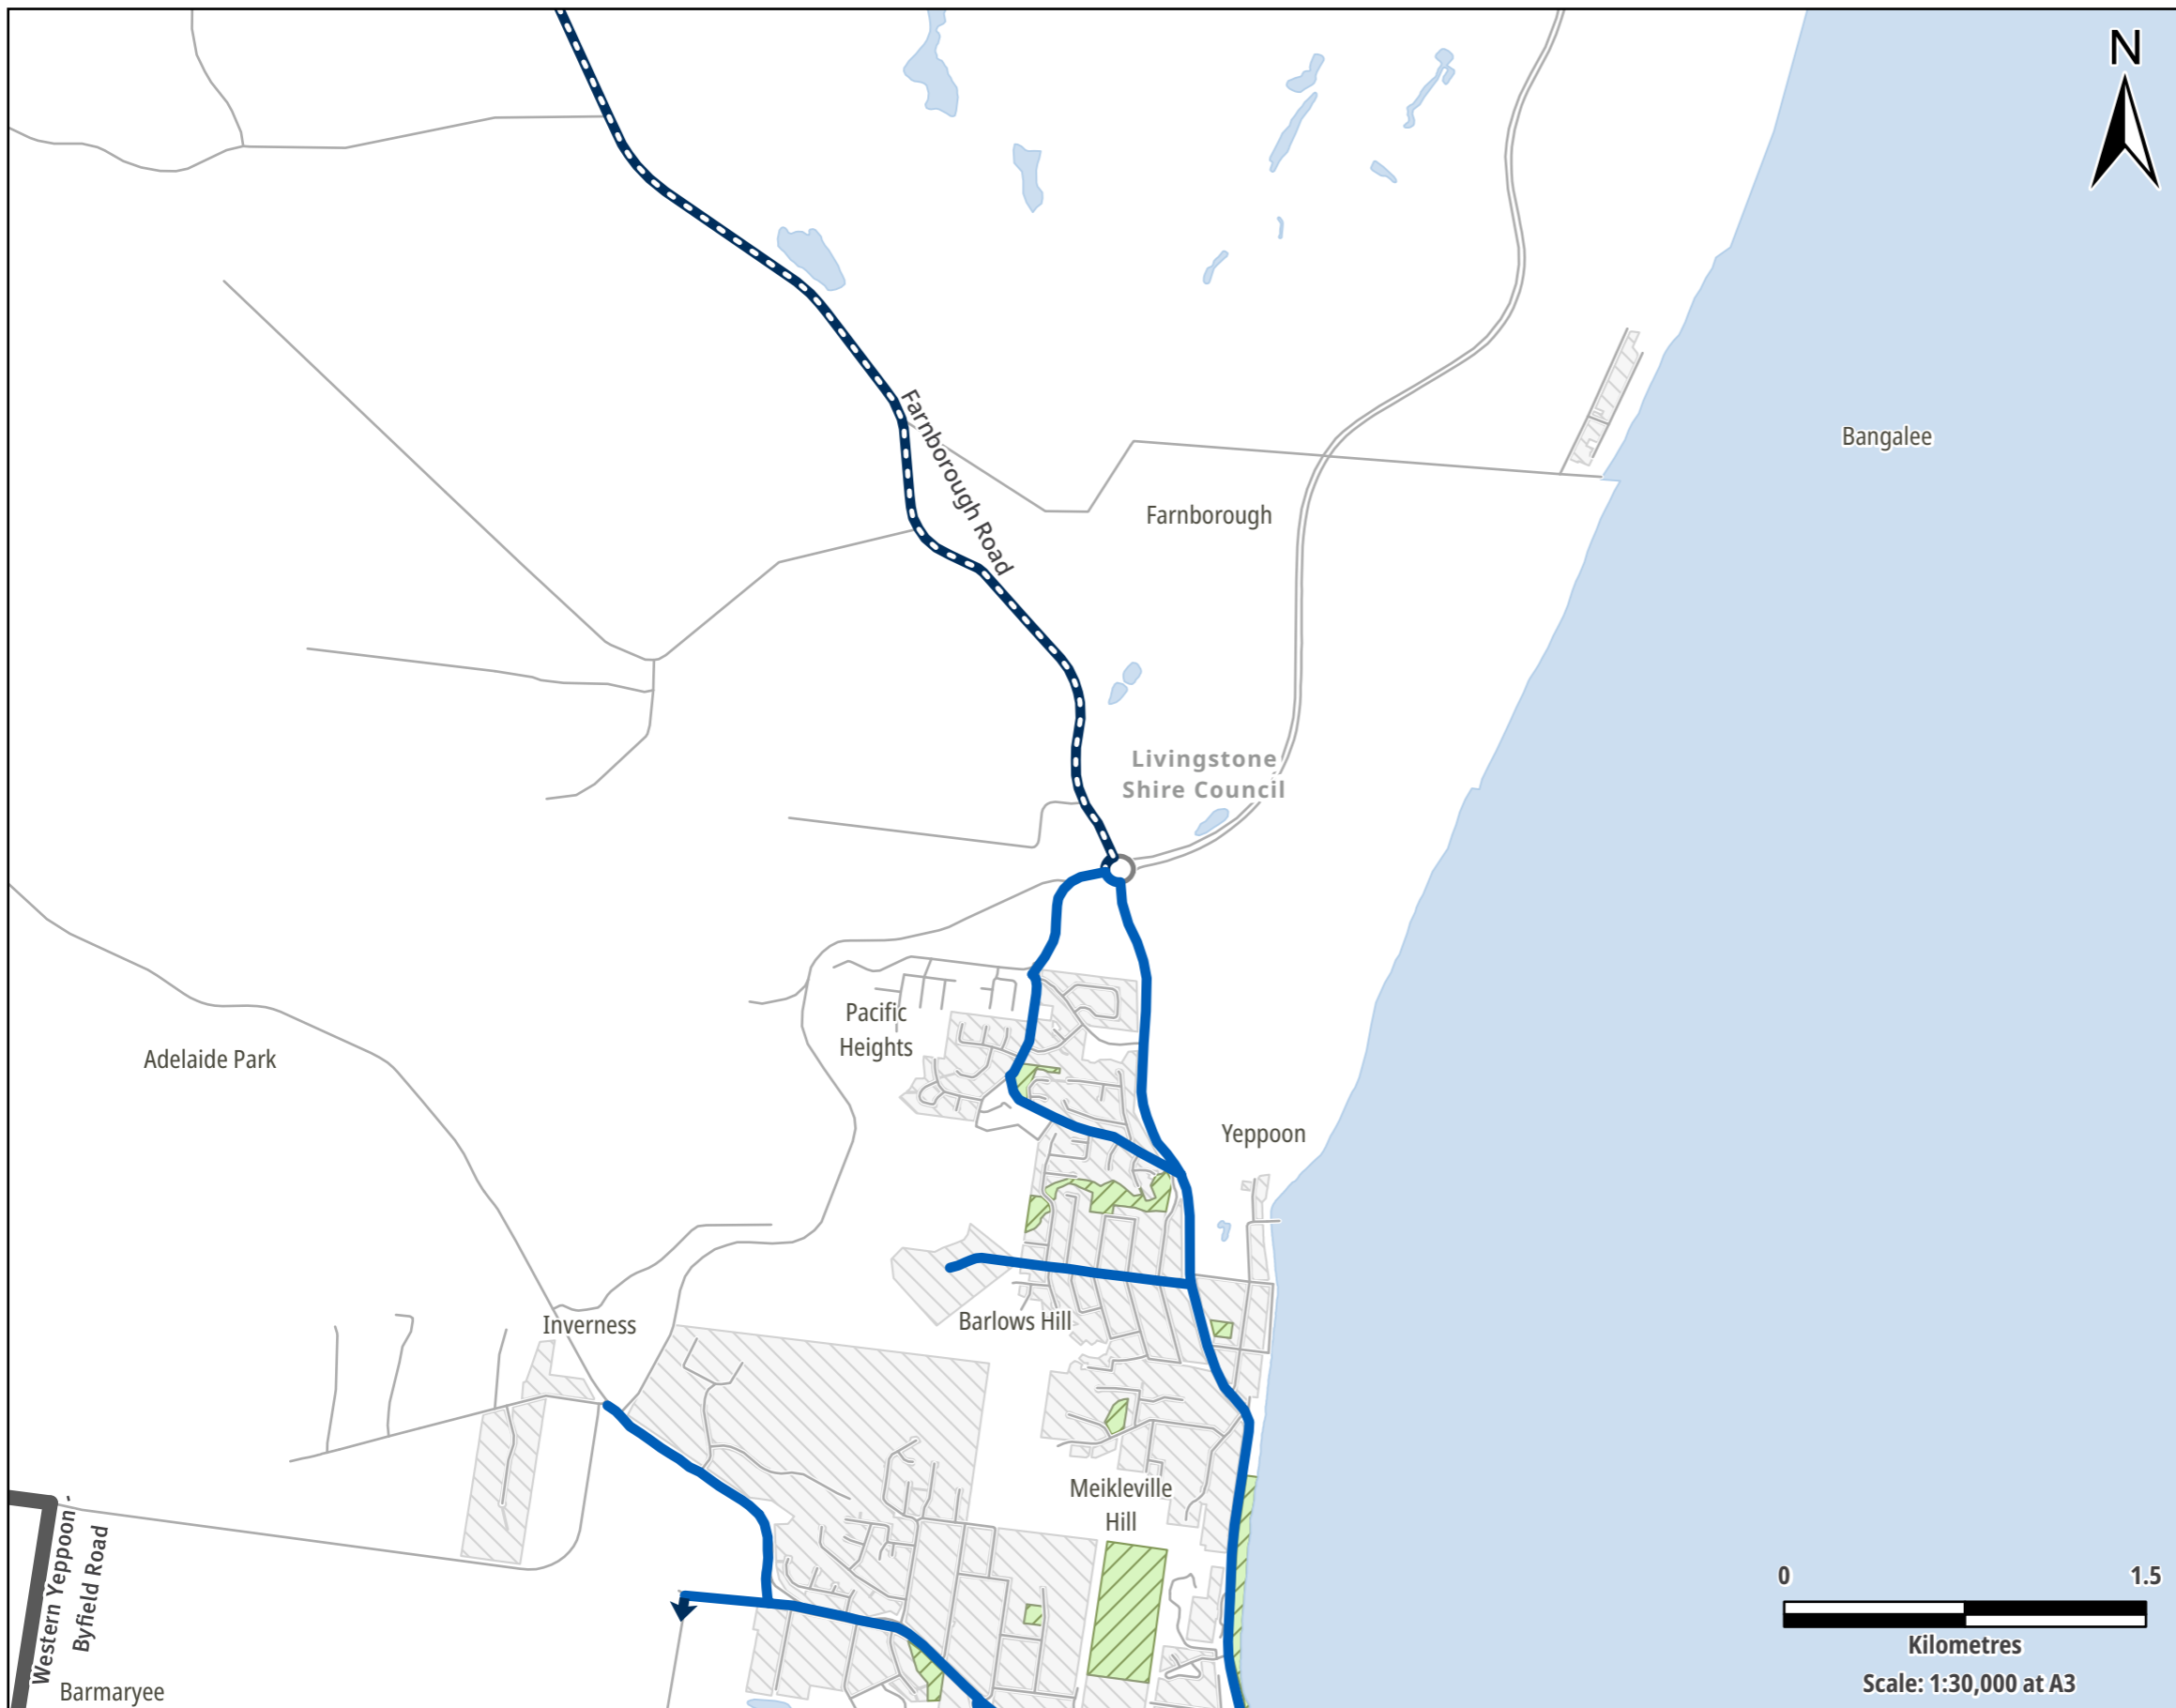 N
Bangalee
Farnborough Road
Farnborough
Livingstone
Shire Council
Pacific
Heights
Adelaide Park
Yeppoon
Inverness
Barlows Hill
Meikleville
Hill
Western Yeppoon -
Byfield Road
Barmaryee
0 1.5
Kilometres
Scale: 1:30,000 at A3